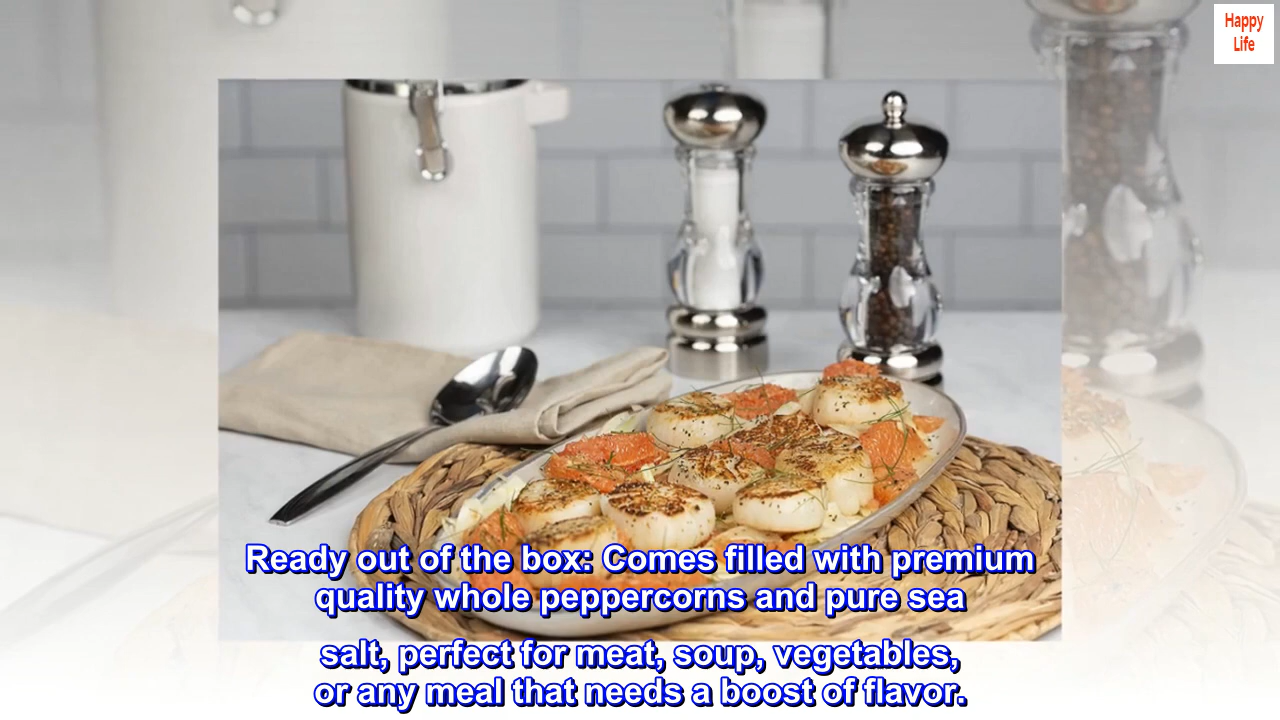 Happy
Life
Ready out of the box: Comes filled with premium
quality whole peppercorns and pure sea
salt, perfect for meat, soup, vegetables,
or any meal that needs a boost of flavor.